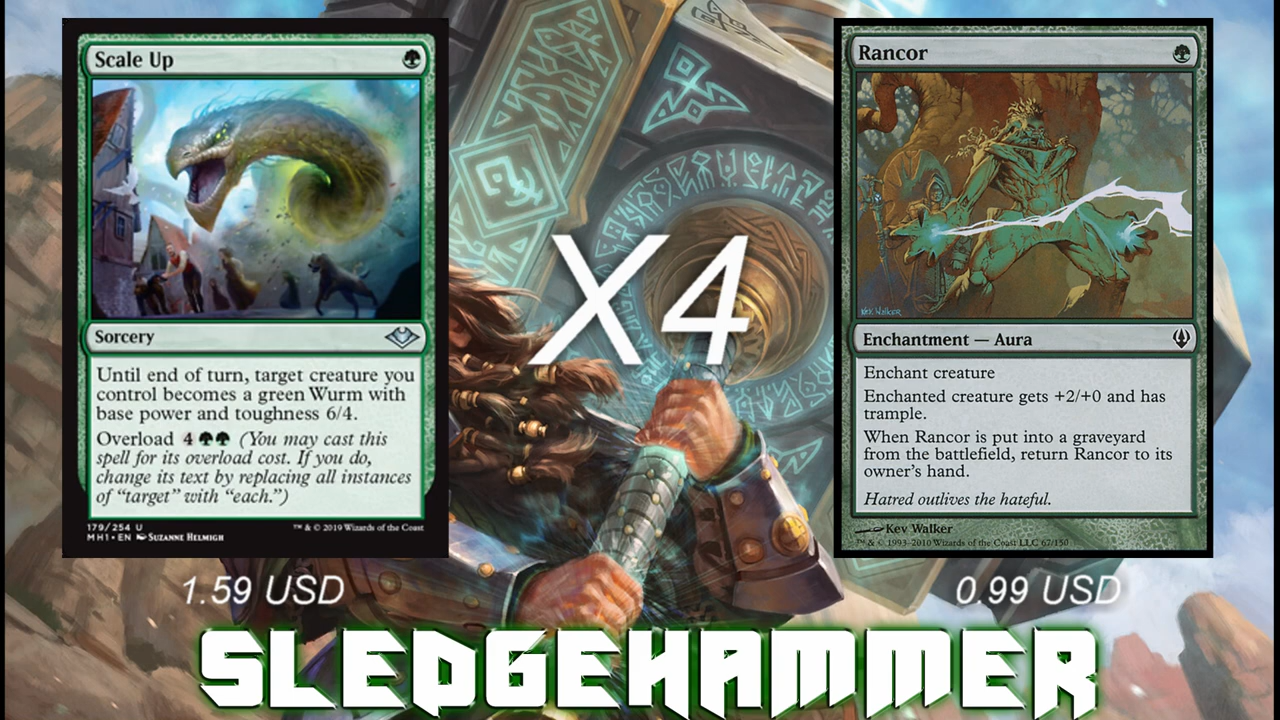 Scale Up
Sorcery
Until end of turn, target creature you
control becomes a green Wurm with
base power and toughness 6/4.
Overload 4 (You may cast this
spell for its overload cost. If you do,
change its text by replacing all instances
of “target” with “each.”)
179/254 U
MH1 • EN SUZANNE HELMIGH
™ & © 2019 Wizards of the Coast
1.59 USD
X4
Rancor
KEV WALKER
Enchantment — Aura
Enchant creature
Enchanted creature gets +2/+0 and has
trample.
When Rancor is put into a graveyard
from the battlefield, return Rancor to its
owner's hand.
Hatred outlives the hateful.
Kev Walker
™ & © 1993–2010 Wizards of the Coast LLC 67/150
0.99 USD
SLEDGEHAMMER